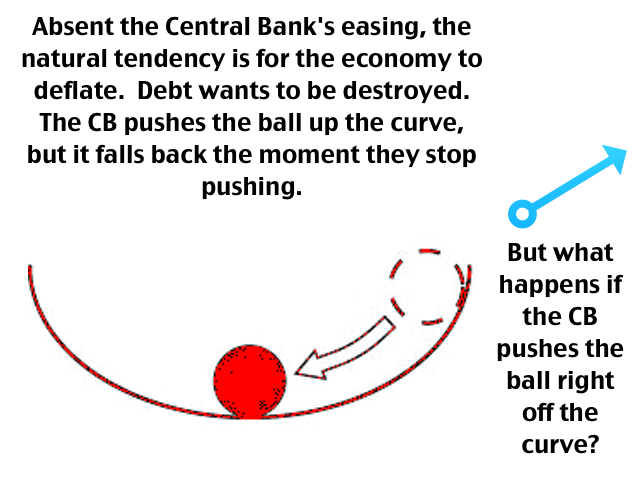 Absent the Central Bank's easing, the
natural tendency is for the economy to
deflate.  Debt wants to be destroyed.
The CB pushes the ball up the curve,
but it falls back the moment they stop
pushing.
But what
happens if
the CB
pushes the
ball right
off the
curve?